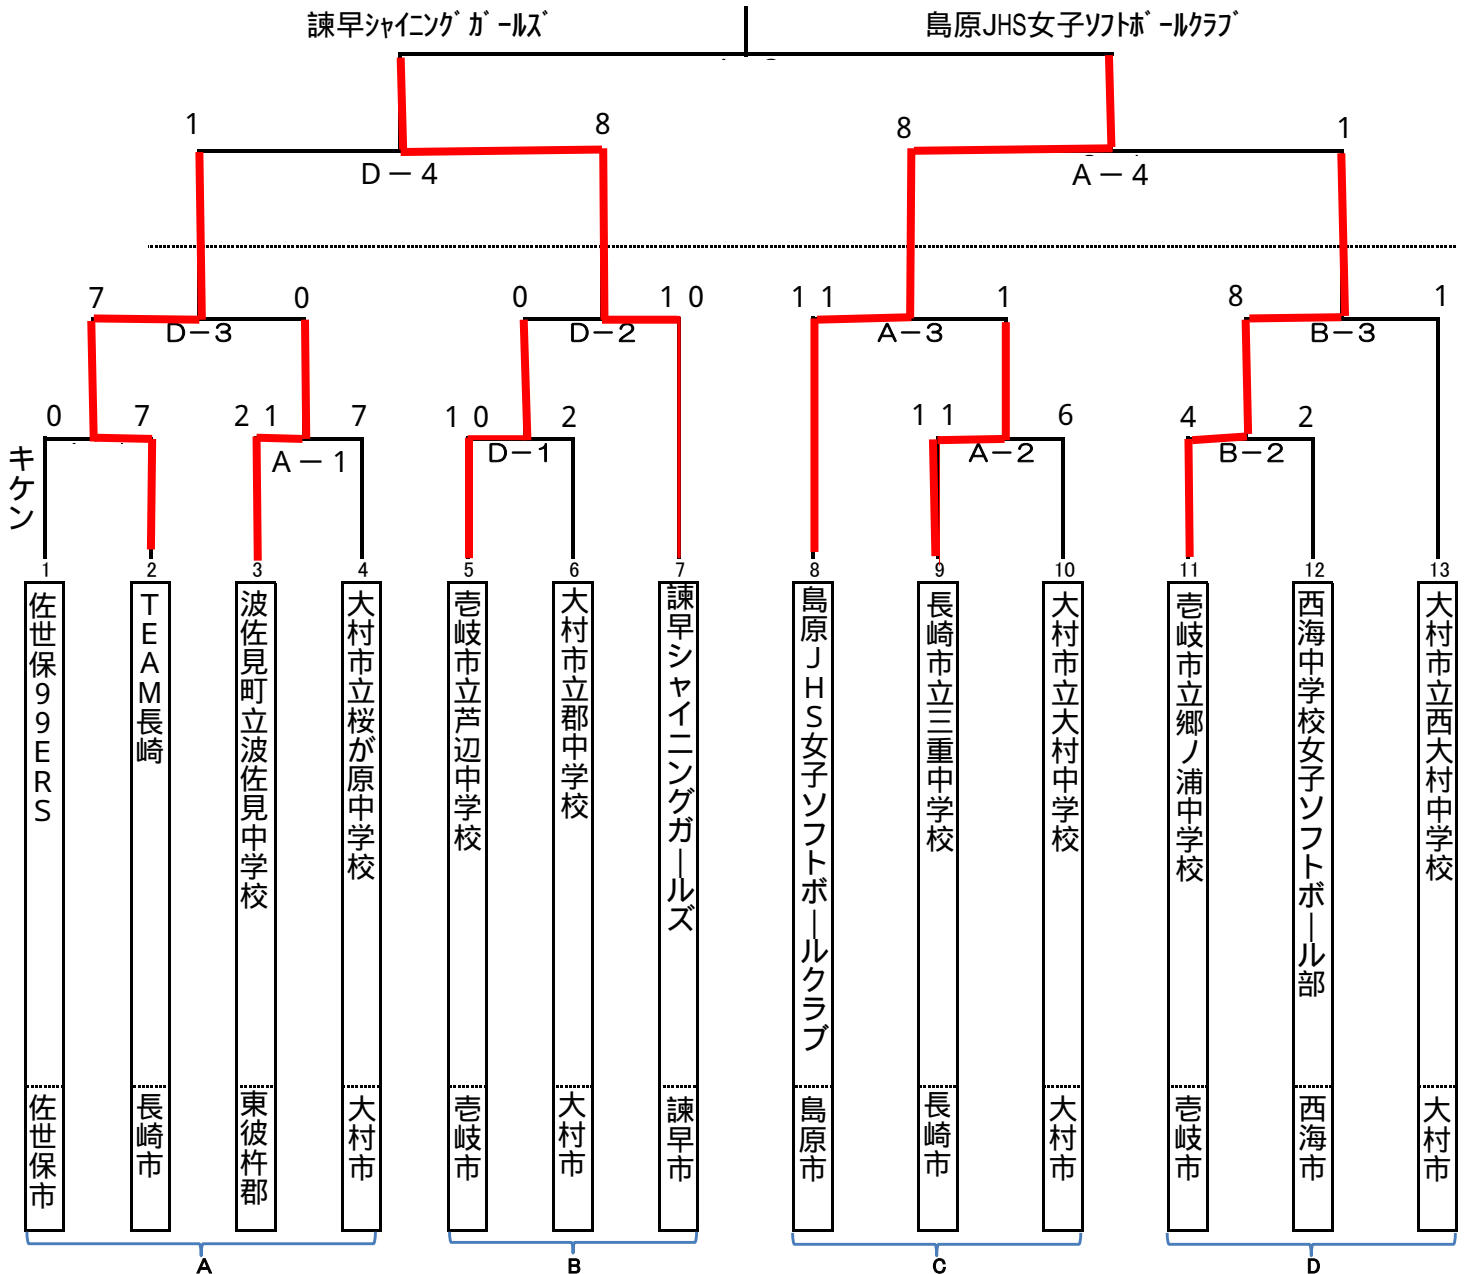 諫早ｼｬｲﾆﾝｸﾞｶﾞｰﾙｽﾞ
島原JHS女子ｿﾌﾄﾎﾞｰﾙｸﾗﾌﾞ
1
8
8
1
D－4
A－4
7
0
0
10
11
1
8
1
D－3
D－2
A－3
B－3
0
7
21
7
10
2
11
6
4
2
キケン
A－1
D－1
A－2
B－2
1
2
3
4
5
6
7
8
9
10
11
12
13
佐世保99ERS
TEAM長崎
波佐見町立波佐見中学校
大村市立桜が原中学校
壱岐市立芦辺中学校
大村市立郡中学校
諫早シャイニングガールズ
島原JHS女子ソフトボールクラブ
長崎市立三重中学校
大村市立大村中学校
壱岐市立郷ノ浦中学校
西海中学校女子ソフトボール部
大村市立西大村中学校
佐世保市
長崎市
東彼杵郡
大村市
壱岐市
大村市
諫早市
島原市
長崎市
大村市
壱岐市
西海市
大村市
A
B
C
D